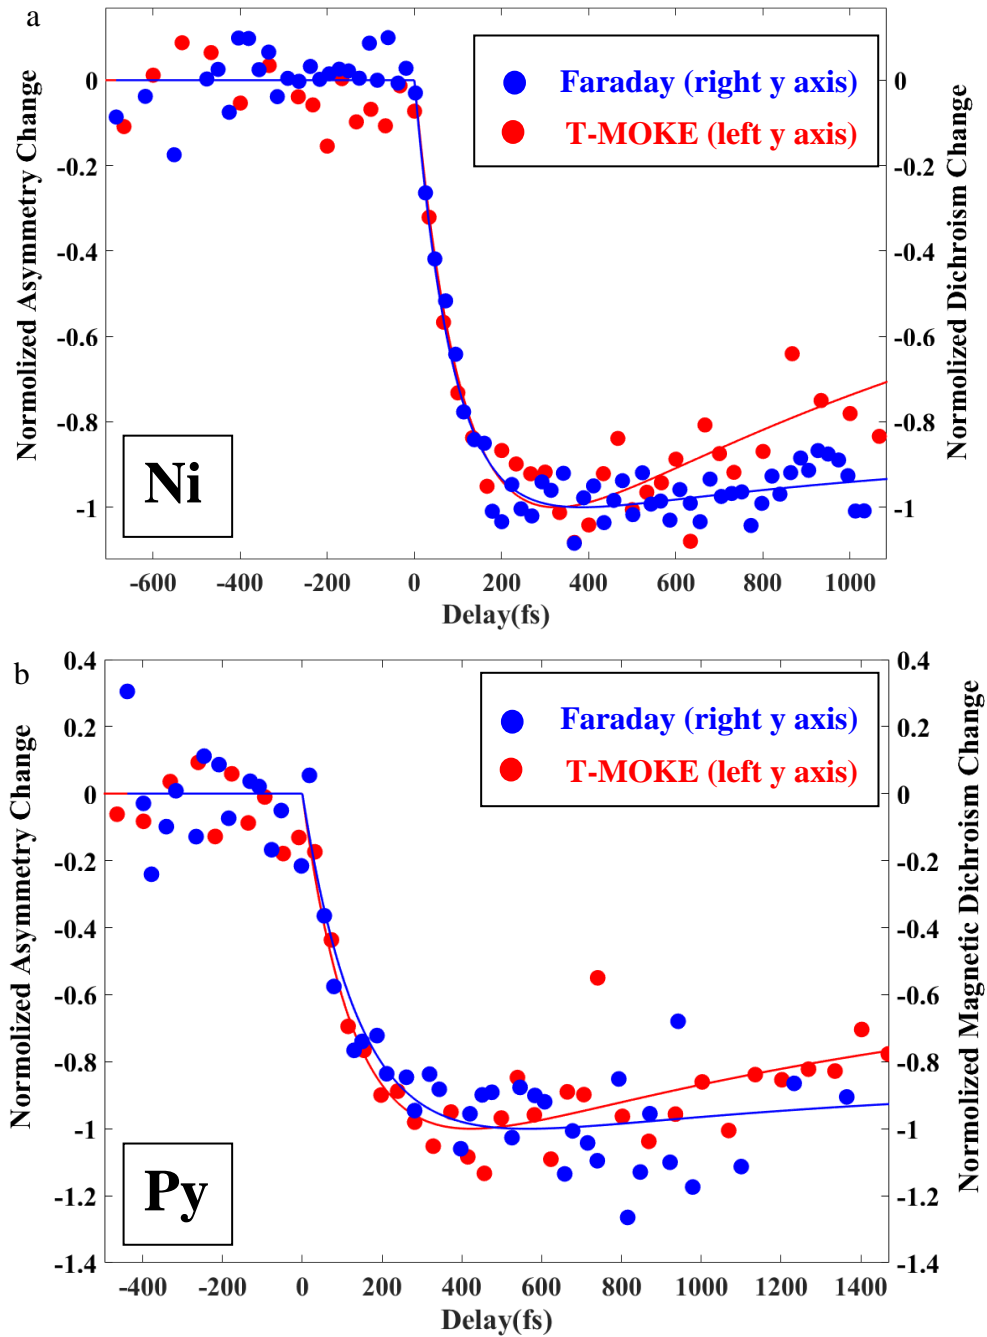 a
Normolized Asymmetry Change
0
-0.2
-0.4
-0.6
-0.8
-1
Faraday (right y axis)
T-MOKE (left y axis)
Ni
0
-0.2
-0.4
-0.6
-0.8
-1
Normolized Dichroism Change
-600 -400 -200 0 200 400 600 800 1000
Delay(fs)
b
Normolized Asymmetry Change
0.4
0.2
0
-0.2
-0.4
-0.6
-0.8
-1
-1.2
-1.4
Faraday (right y axis)
T-MOKE (left y axis)
Py
0.4
0.2
0
-0.2
-0.4
-0.6
-0.8
-1
-1.2
-1.4
Normolized Magnetic Dichroism Change
-400 -200 0 200 400 600 800 1000 1200 1400
Delay(fs)